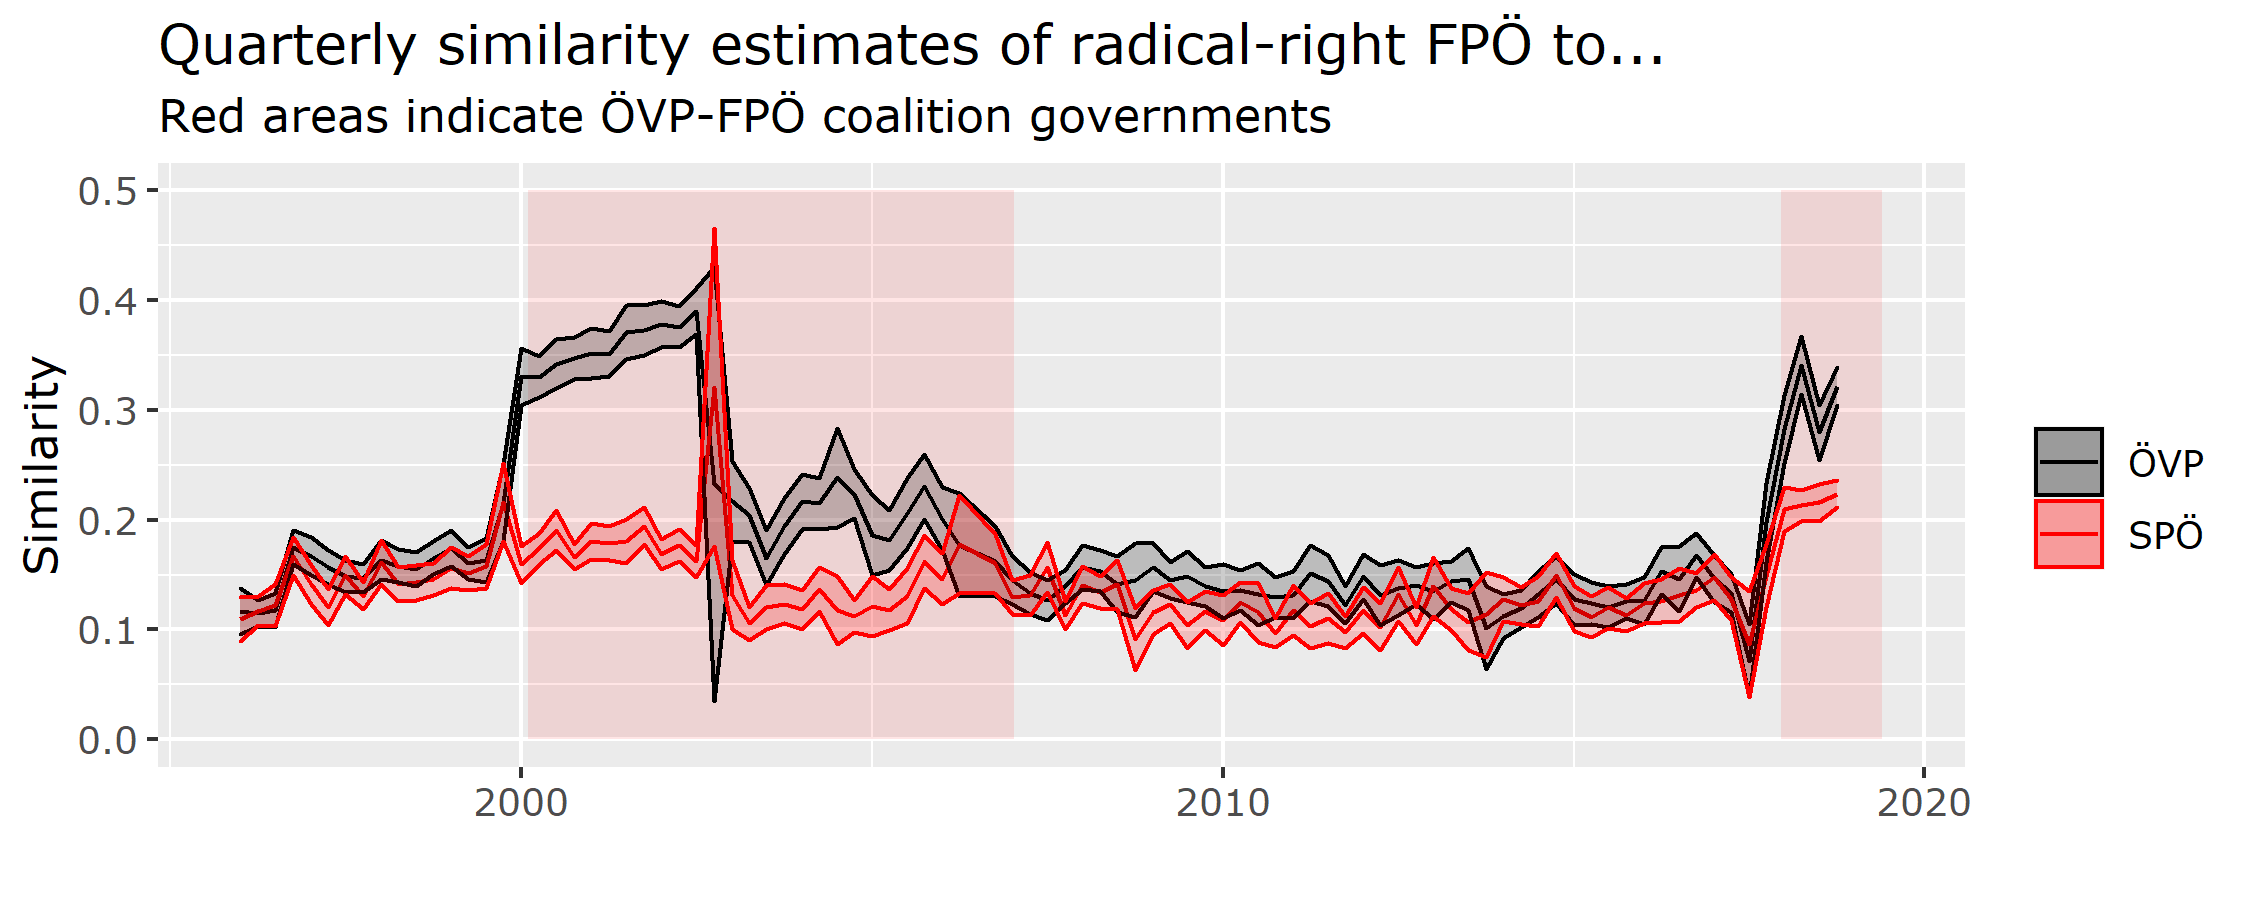 Quarterly similarity estimates of radical-right FPÖ to...
Red areas indicate ÖVP-FPÖ coalition governments
Similarity
0.5
0.4
0.3
0.2
0.1
0.0
2000
2010
2020
ÖVP
SPÖ